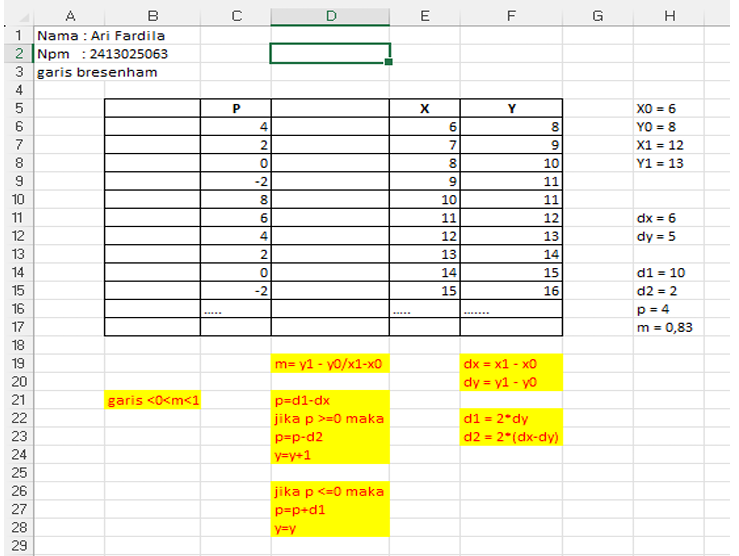 A B C D E F G H
1 Nama : Ari Fardila
2 Npm : 2413025063
3 garis bresenham
4
5 P X Y X0 = 6
6 4 6 8 Y0 = 8
7 2 7 9 X1 = 12
8 0 8 10 Y1 = 13
9 -2 9 11
10 8 10 11
11 6 11 12 dx = 6
12 4 12 13 dy = 5
13 2 13 14
14 0 14 15 d1 = 10
15 -2 15 16 d2 = 2
16 ..... ..... ....... p = 4
17 m = 0,83
18
19 m= y1 - y0/x1-x0 dx = x1 - x0
20 dy = y1 - y0
21 garis <0<m<1 p=d1-dx
22 jika p >=0 maka d1 = 2*dy
23 p=p-d2 d2 = 2*(dx-dy)
24 y=y+1
25
26 jika p <=0 maka
27 p=p+d1
28 y=y
29